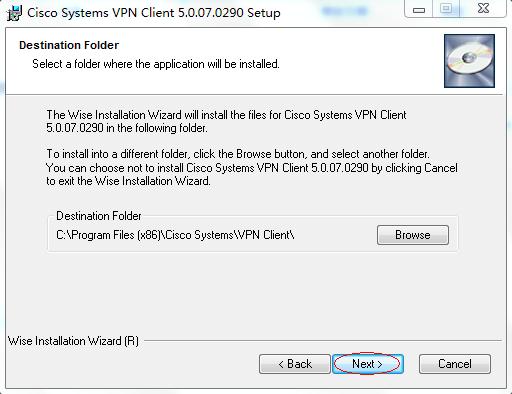 Cisco Systems VPN Client 5.0.07.0290 Setup
Destination Folder
Select a folder where the application will be installed.
The Wise Installation Wizard will install the files for Cisco Systems VPN Client
5.0.07.0290 in the following folder.
To install into a different folder, click the Browse button, and select another folder.
You can choose not to install Cisco Systems VPN Client 5.0.07.0290 by clicking Cancel
to exit the Wise Installation Wizard.
Destination Folder
C:\Program Files (x86)\Cisco Systems\VPN Client\
Browse
Wise Installation Wizard (R)
< Back
Next >
Cancel